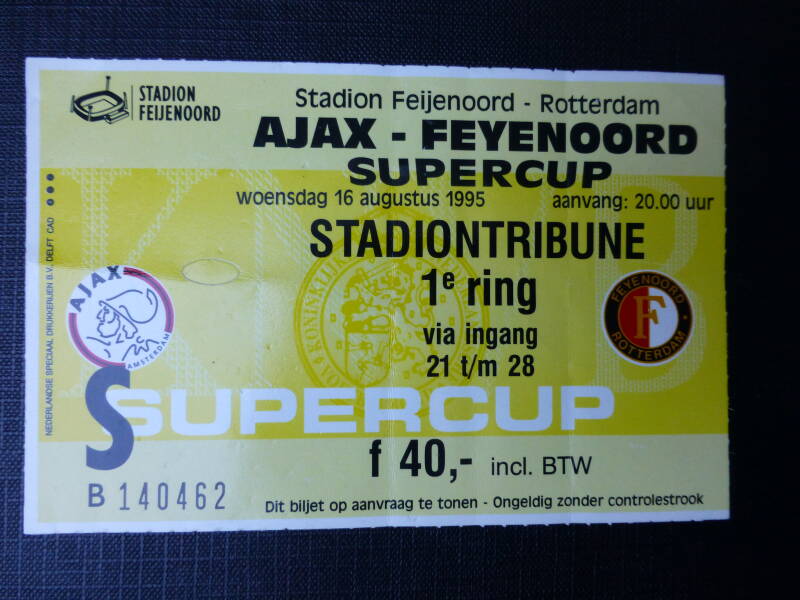 STADION
FEIJENOORD
Stadion Feijenoord - Rotterdam
AJAX - FEYENOORD
SUPERCUP
woensdag 16 augustus 1995 aanvang: 20.00 uur
STADIONTRIBUNE
1e ring
via ingang
21 t/m 28
AJAX
AMSTERDAM
FEYENOORD
F
ROTTERDAM
S
SUPERCUP
f 40,- incl. BTW
B 140462
Dit biljet op aanvraag te tonen - Ongeldig zonder controlestrook
NEDERLANDSE SPECIAAL DRUKKERIJEN B.V. DELFT CAD